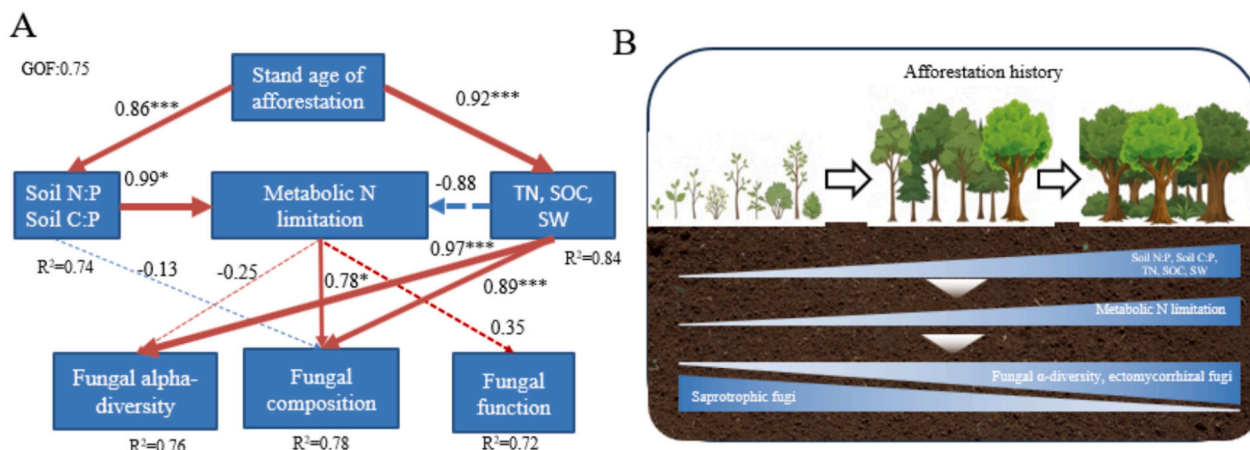 A
GOF:0.75
Stand age of
afforestation
0.86***
0.92***
Soil N:P
Soil C:P
0.99*
Metabolic N
limitation
-0.88
TN, SOC,
SW
R²=0.74
-0.13
-0.25
0.78*
0.97***
0.89***
R²=0.84
0.35
Fungal alpha-
diversity
Fungal
composition
Fungal
function
R²=0.76
R²=0.78
R²=0.72
B
Afforestation history
Soil N:P, Soil C:P,
TN, SOC, SW
Metabolic N limitation
Fungal α-diversity, ectomycorrhizal fugi
Saprotrophic fugi